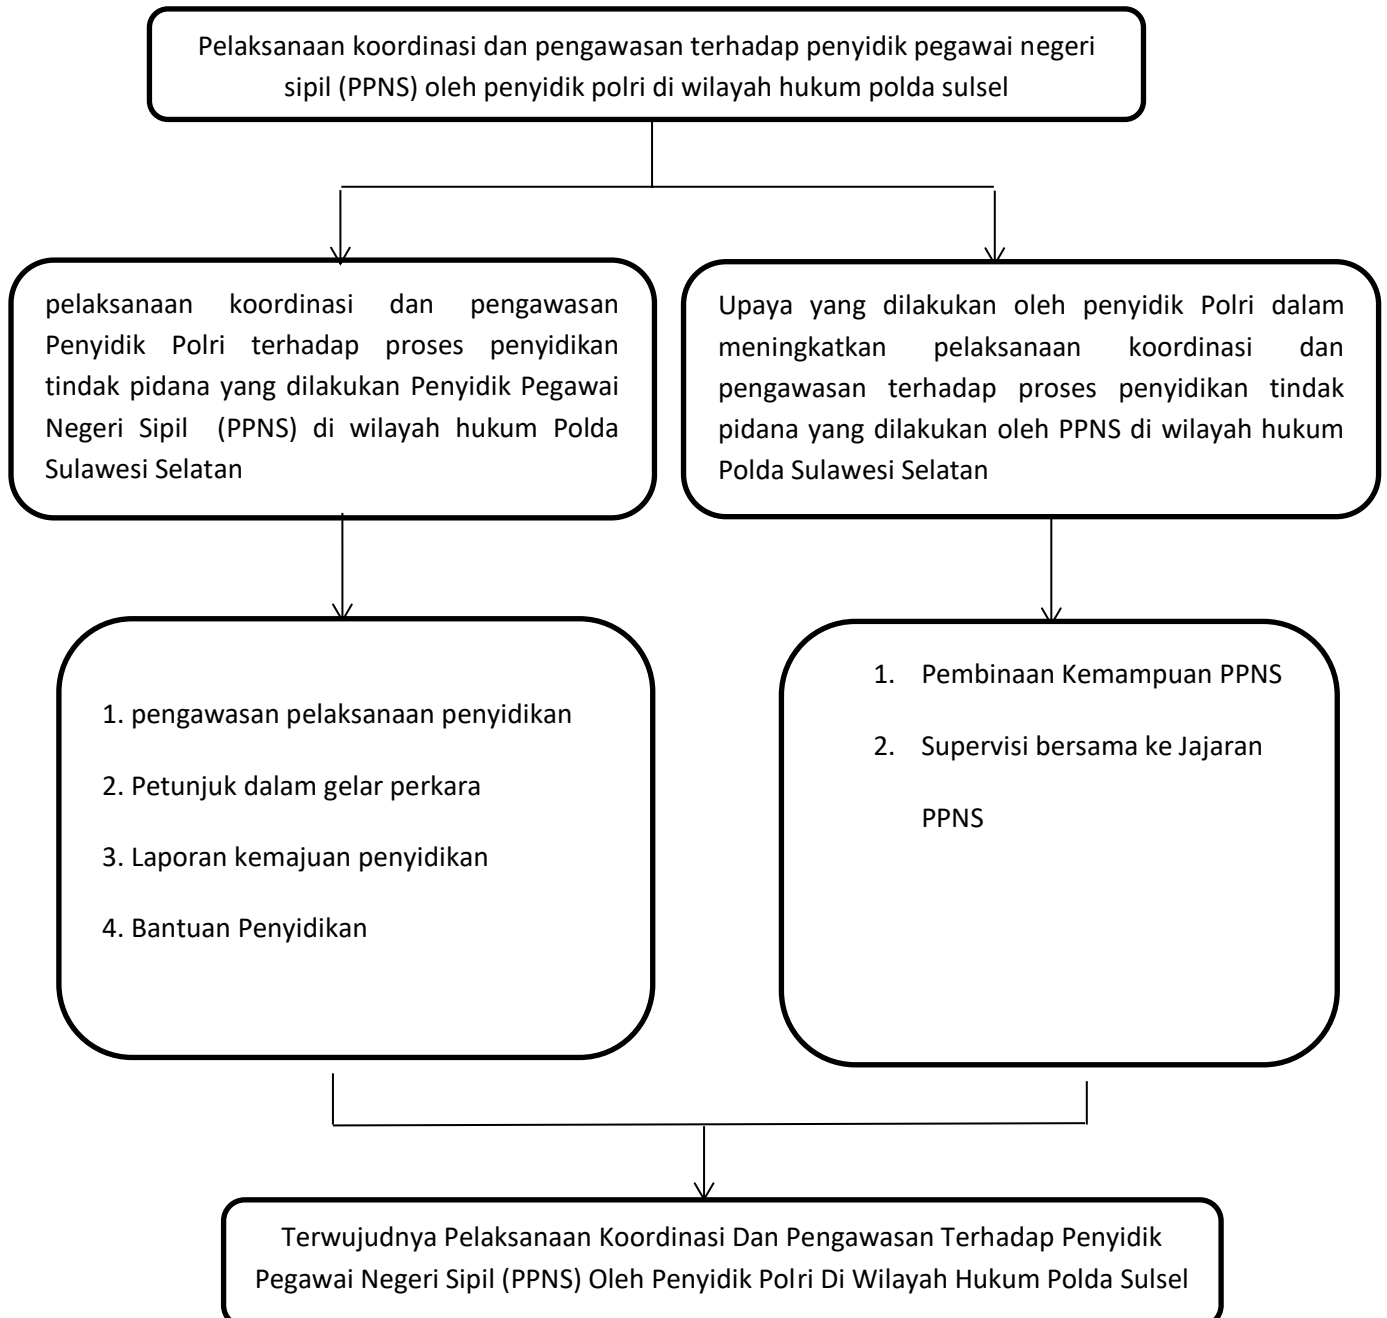 Pelaksanaan koordinasi dan pengawasan terhadap penyidik pegawai negeri
sipil (PPNS) oleh penyidik polri di wilayah hukum polda sulsel
pelaksanaan koordinasi dan pengawasan
Penyidik Polri terhadap proses penyidikan
tindak pidana yang dilakukan Penyidik Pegawai
Negeri Sipil (PPNS) di wilayah hukum Polda
Sulawesi Selatan
Upaya yang dilakukan oleh penyidik Polri dalam
meningkatkan pelaksanaan koordinasi dan
pengawasan terhadap proses penyidikan tindak
pidana yang dilakukan oleh PPNS di wilayah hukum
Polda Sulawesi Selatan
1. pengawasan pelaksanaan penyidikan
2. Petunjuk dalam gelar perkara
3. Laporan kemajuan penyidikan
4. Bantuan Penyidikan
1. Pembinaan Kemampuan PPNS
2. Supervisi bersama ke Jajaran
PPNS
Terwujudnya Pelaksanaan Koordinasi Dan Pengawasan Terhadap Penyidik
Pegawai Negeri Sipil (PPNS) Oleh Penyidik Polri Di Wilayah Hukum Polda Sulsel